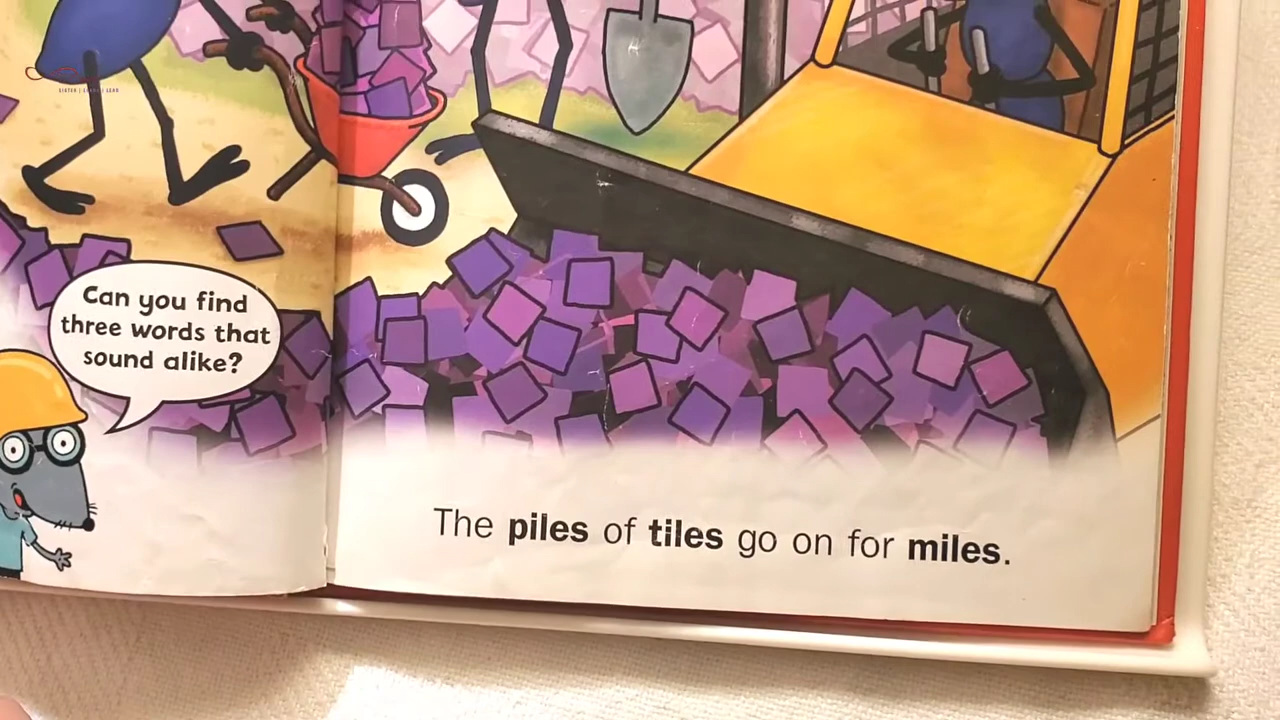 Can you find
three words that
sound alike?
The piles of tiles go on for miles.